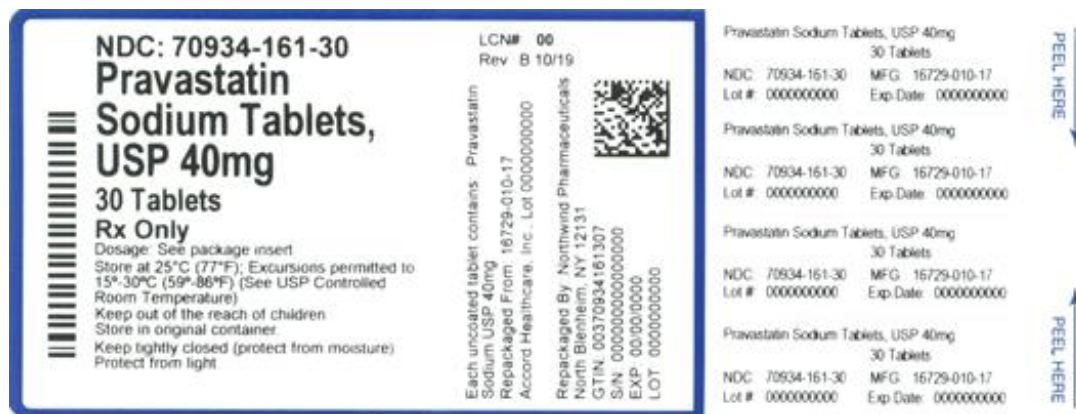 NDC: 70934-161-30
Pravastatin
Sodium Tablets,
USP 40mg
30 Tablets
Rx Only
Dosage: See package insert
Store at 25°C (77°F); Excursions permitted to
15º-30ºC (59º-86ºF) (See USP Controlled
Room Temperature)
Keep out of the reach of children
Store in original container
Keep tightly closed (protect from moisture)
Protect from light
LCN# 00
Rev B 10/19
Each uncoated tablet contains: Pravastatin
Sodium USP 40mg
Repackaged From: 16729-010-17
Accord Healthcare, Inc. Lot 0000000000
Repackaged By: Northwind Pharmaceuticals
North Blenheim, NY 12131
GTIN: 00370934161307
S/N: 00000000000000
EXP: 00/00/0000
LOT: 0000000000
Pravastatin Sodium Tablets, USP 40mg
30 Tablets
NDC: 70934-161-30 MFG: 16729-010-17
Lot #: 0000000000 Exp.Date: 0000000000
Pravastatin Sodium Tablets, USP 40mg
30 Tablets
NDC: 70934-161-30 MFG: 16729-010-17
Lot #: 0000000000 Exp.Date: 0000000000
Pravastatin Sodium Tablets, USP 40mg
30 Tablets
NDC: 70934-161-30 MFG: 16729-010-17
Lot #: 0000000000 Exp.Date: 0000000000
Pravastatin Sodium Tablets, USP 40mg
30 Tablets
NDC: 70934-161-30 MFG: 16729-010-17
Lot #: 0000000000 Exp.Date: 0000000000
PEEL HERE
PEEL HERE